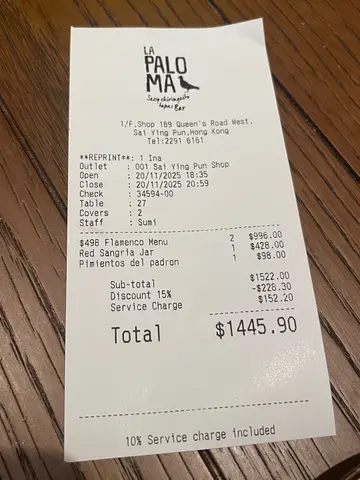 LA
PALO
MA
Sexy chiringuito
tapas Bar
1/F.Shop 189 Queen's Road West.
Sai Ying Pun,Hong Kong
Tel:2291 6161
**REPRINT**: 1 Ina
Outlet : 001 Sai Ying Pun Shop
Open : 20/11/2025 18:35
Close : 20/11/2025 20:59
Check : 34594-00
Table : 27
Covers : 2
Staff : Sumi
$498 Flamenco Menu 2 $996.00
Red Sangria Jar 1 $428.00
Pimientos del padron 1 $98.00
Sub-total $1522.00
Discount 15% -$228.30
Service Charge $152.20
Total $1445.90
10% Service charge included